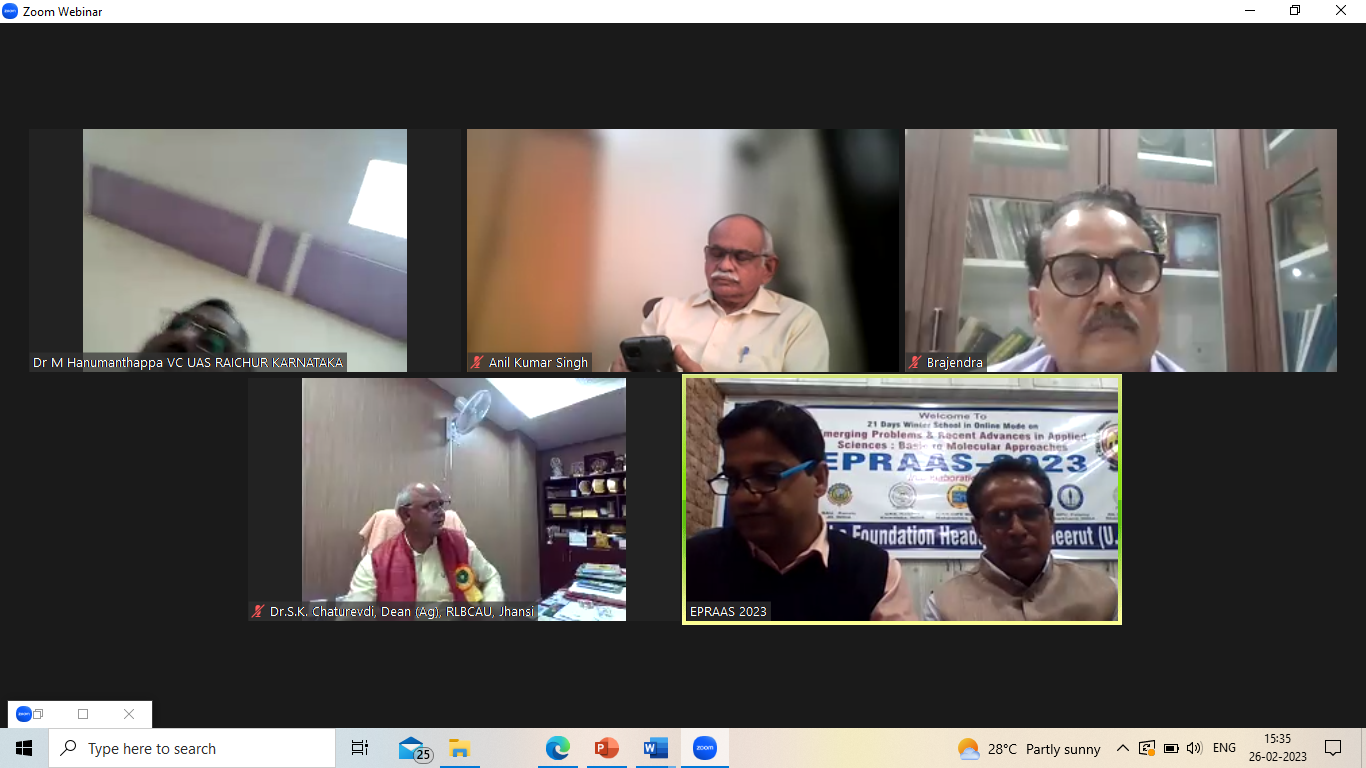 Zoom Webinar
Dr M Hanumanthappa VC UAS RAICHUR KARNATAKA
Anil Kumar Singh
Brajendra
Dr.S.K. Chaturevdi, Dean (Ag), RLBCAU, Jhansi
Welcome To
21 Days Winter School in Online Mode on
Emerging Problems & Recent Advances in Applied
Sciences : Basic to Molecular Approaches
EPRAAS-2023
Foundation Head
eerut (U.
EPRAAS 2023
zoom
Type here to search
25
zoom
28°C Partly sunny
ENG
15:35
26-02-2023